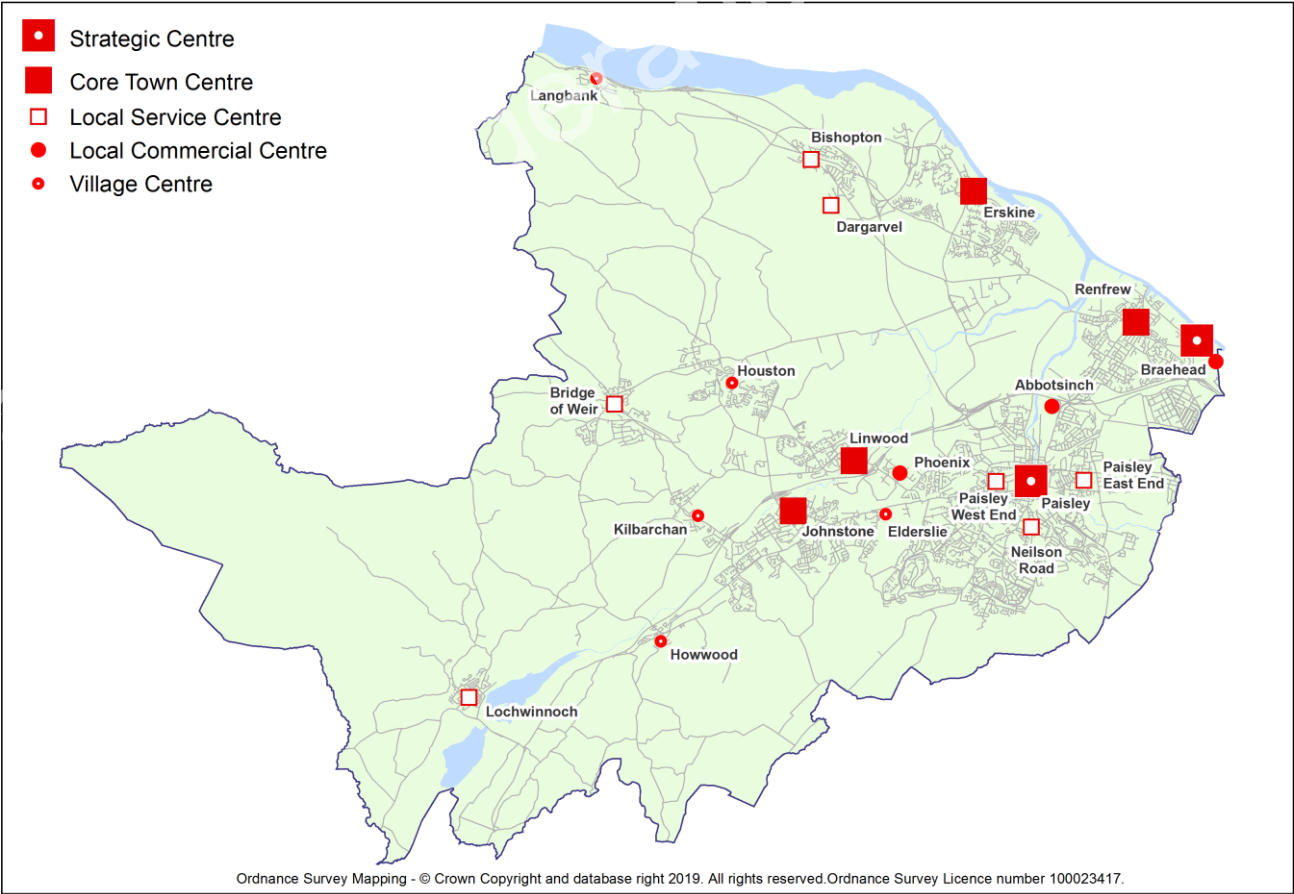 Strategic Centre
Core Town Centre
Local Service Centre
Local Commercial Centre
Village Centre
Langbank
Bishopton
Dargarvel
Erskine
Renfrew
Braehead
Abbotsinch
Houston
Bridge
of Weir
Linwood
Phoenix
Paisley
East End
Paisley
West End
Paisley
Kilbarchan
Johnstone
Elderslie
Neilson
Road
Howwood
Lochwinnoch
Ordnance Survey Mapping - © Crown Copyright and database right 2019. All rights reserved.Ordnance Survey Licence number 100023417.